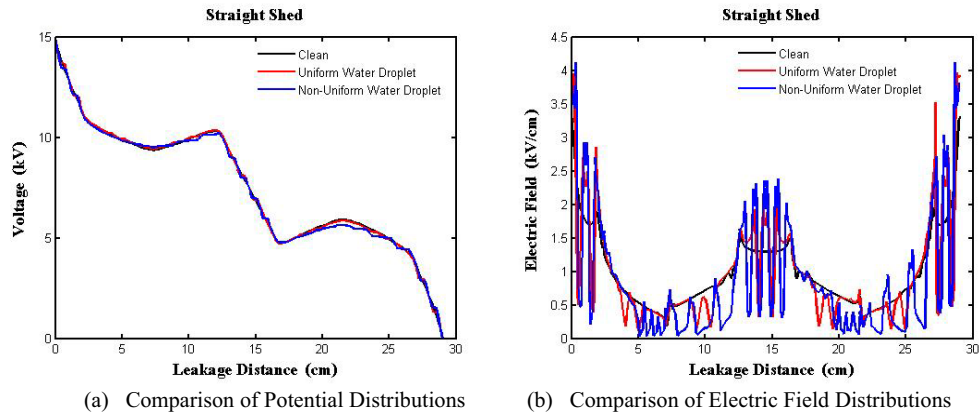 Straight Shed
15
10
5
0
Voltage (kV)
Clean
Uniform Water Droplet
Non-Uniform Water Droplet
0 5 10 15 20 25 30
Leakage Distance (cm)
(a) Comparison of Potential Distributions
Straight Shed
4.5
4
3.5
3
2.5
2
1.5
1
0.5
0
Electric Field (kV/cm)
Clean
Uniform Water Droplet
Non-Uniform Water Droplet
0 5 10 15 20 25 30
Leakage Distance (cm)
(b) Comparison of Electric Field Distributions